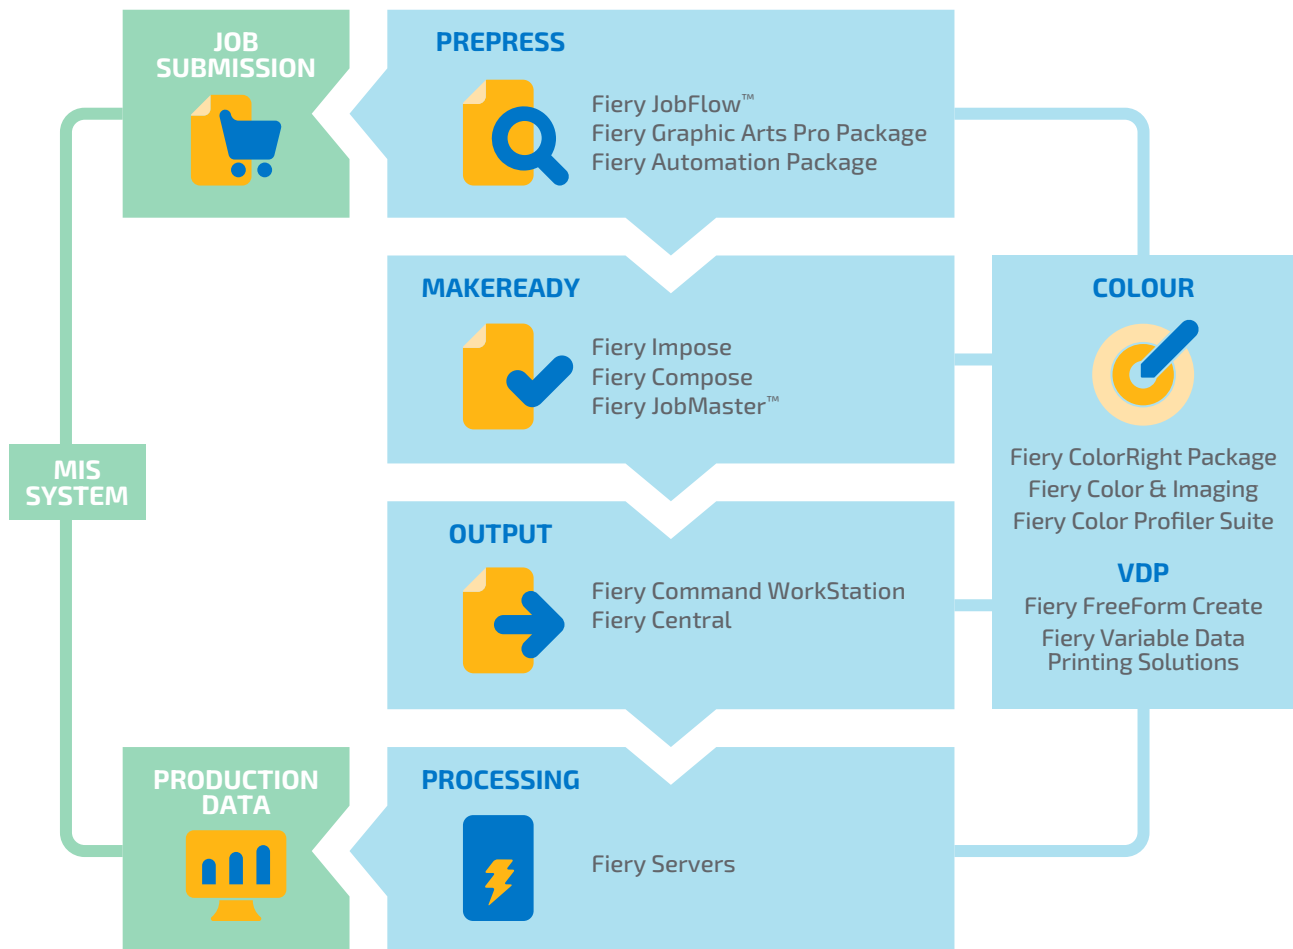 JOB
SUBMISSION
PREPRESS
Fiery JobFlow™
Fiery Graphic Arts Pro Package
Fiery Automation Package
MAKEREADY
Fiery Impose
Fiery Compose
Fiery JobMaster™
COLOUR
Fiery ColorRight Package
Fiery Color & Imaging
Fiery Color Profiler Suite
VDP
Fiery FreeForm Create
Fiery Variable Data
Printing Solutions
MIS
SYSTEM
OUTPUT
Fiery Command WorkStation
Fiery Central
PRODUCTION
DATA
PROCESSING
Fiery Servers